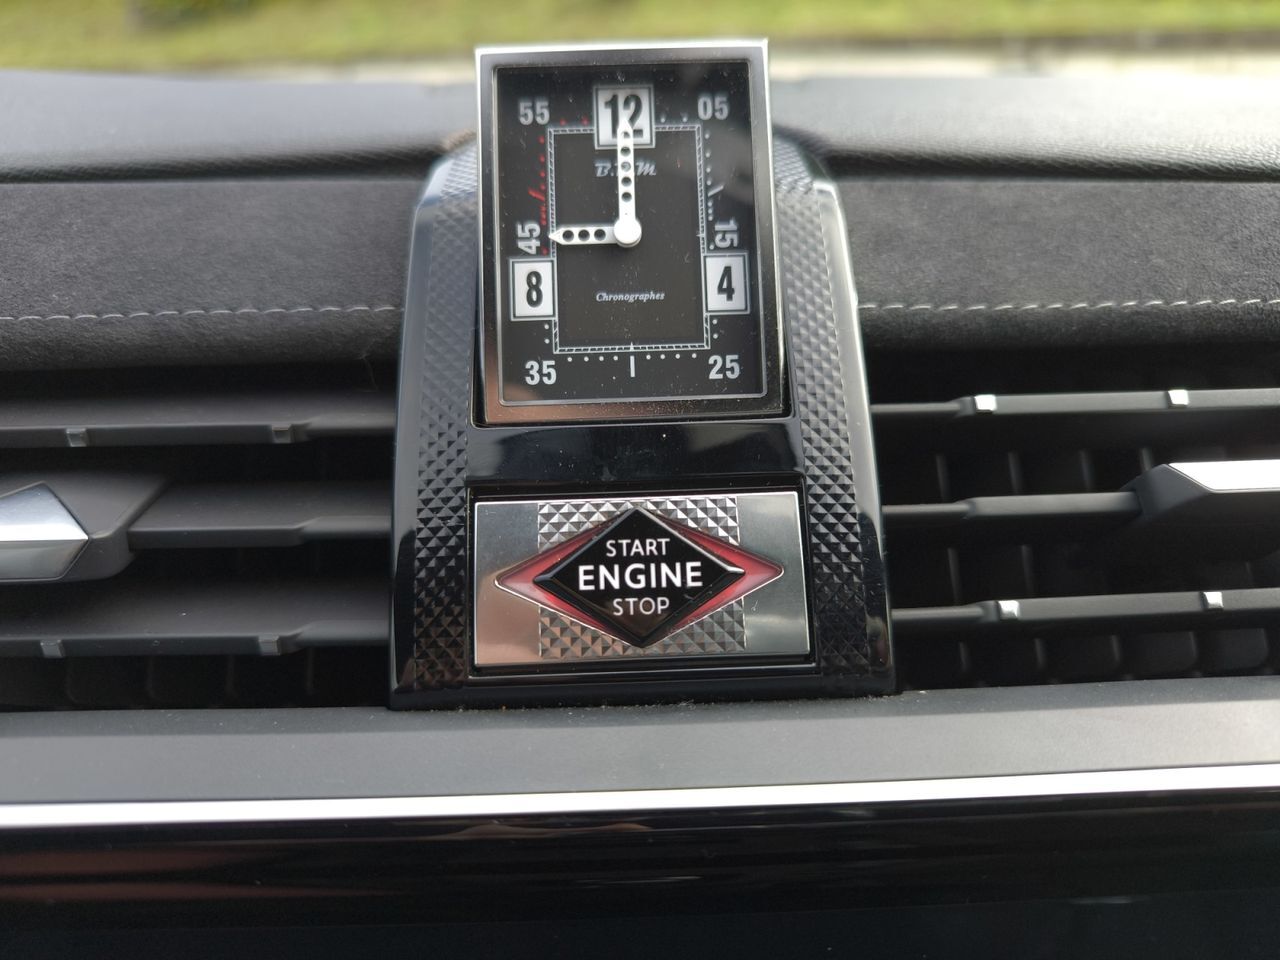 55 12 05
45 15
8 4
Chronographes
35 25
START
ENGINE
STOP